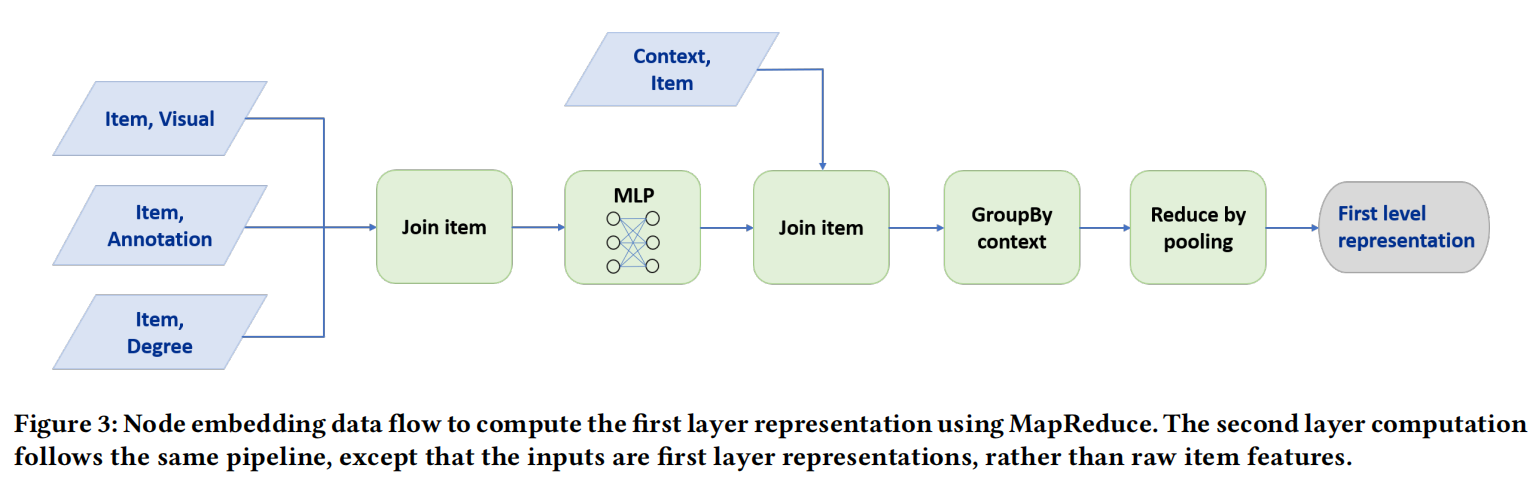 Item, Visual
Item,
Annotation
Item,
Degree
Join item
MLP
Context,
Item
Join item
GroupBy
context
Reduce by
pooling
First level
representation
Figure 3: Node embedding data flow to compute the first layer representation using MapReduce. The second layer computation
follows the same pipeline, except that the inputs are first layer representations, rather than raw item features.